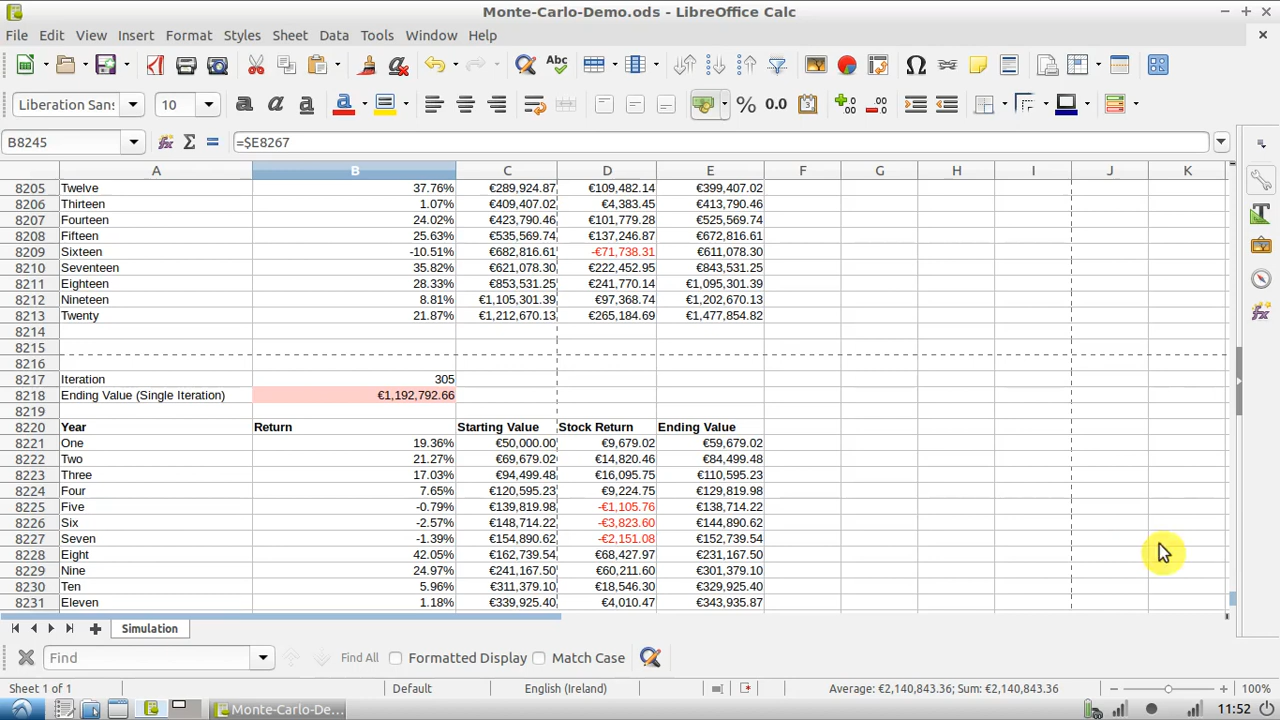 Monte-Carlo-Demo.ods - LibreOffice Calc
File Edit View Insert Format Styles Sheet Data Tools Window Help
Liberation Sans 10
B8245 =$E8267
A B C D E F G H I J K
8205 Twelve 37.76% €289,924.87 €109,482.14 €399,407.02
8206 Thirteen 1.07% €409,407.02 €4,383.45 €413,790.46
8207 Fourteen 24.02% €423,790.46 €101,779.28 €525,569.74
8208 Fifteen 25.63% €535,569.74 €137,246.87 €672,816.61
8209 Sixteen -10.51% €682,816.61 -€71,738.31 €611,078.30
8210 Seventeen 35.82% €621,078.30 €222,452.95 €843,531.25
8211 Eighteen 28.33% €853,531.25 €241,770.14 €1,095,301.39
8212 Nineteen 8.81% €1,105,301.39 €97,368.74 €1,202,670.13
8213 Twenty 21.87% €1,212,670.13 €265,184.69 €1,477,854.82
8214
8215
8216
8217 Iteration 305
8218 Ending Value (Single Iteration) €1,192,792.66
8219
8220 Year Return Starting Value Stock Return Ending Value
8221 One 19.36% €50,000.00 €9,679.02 €59,679.02
8222 Two 21.27% €69,679.02 €14,820.46 €84,499.48
8223 Three 17.03% €94,499.48 €16,095.75 €110,595.23
8224 Four 7.65% €120,595.23 €9,224.75 €129,819.98
8225 Five -0.79% €139,819.98 -€1,105.76 €138,714.22
8226 Six -2.57% €148,714.22 -€3,823.60 €144,890.62
8227 Seven -1.39% €154,890.62 -€2,151.08 €152,739.54
8228 Eight 42.05% €162,739.54 €68,427.97 €231,167.50
8229 Nine 24.97% €241,167.50 €60,211.60 €301,379.10
8230 Ten 5.96% €311,379.10 €18,546.30 €329,925.40
8231 Eleven 1.18% €339,925.40 €4,010.47 €343,935.87
Simulation
Find Find All Formatted Display Match Case
Sheet 1 of 1 Default English (Ireland) Average: €2,140,843.36; Sum: €2,140,843.36 100%
Monte-Carlo-De... 11:52